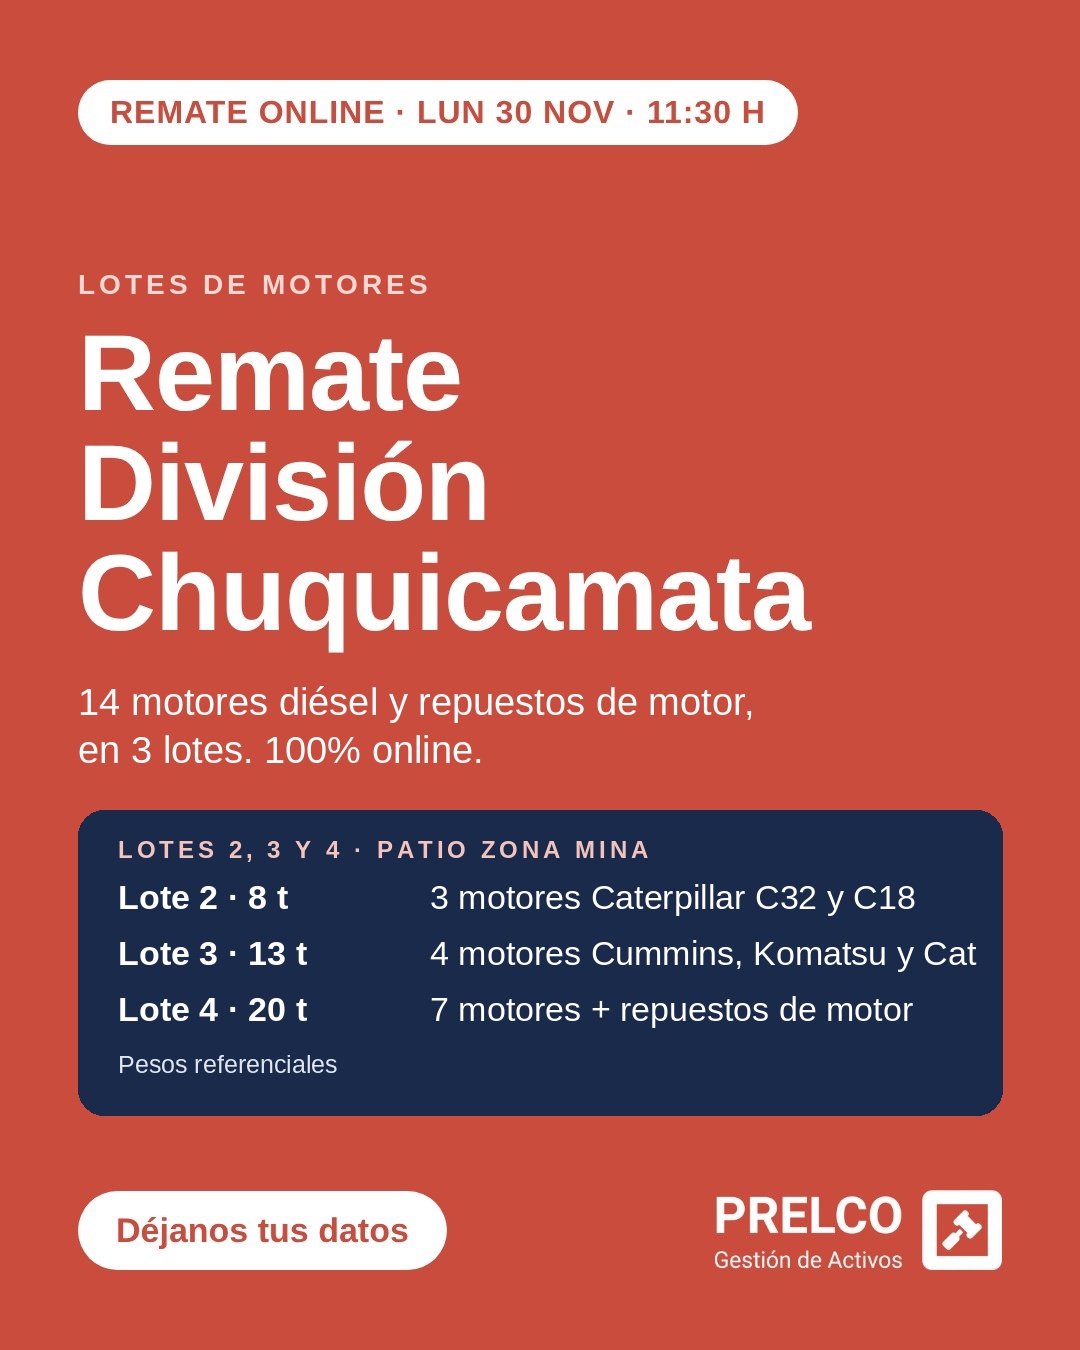 REMATE ONLINE · LUN 30 NOV · 11:30 H
LOTES DE MOTORES
Remate
División
Chuquicamata
14 motores diésel y repuestos de motor,
en 3 lotes. 100% online.
LOTES 2, 3 Y 4 · PATIO ZONA MINA
Lote 2 · 8 t 3 motores Caterpillar C32 y C18
Lote 3 · 13 t 4 motores Cummins, Komatsu y Cat
Lote 4 · 20 t 7 motores + repuestos de motor
Pesos referenciales
Déjanos tus datos
PRELCO
Gestión de Activos